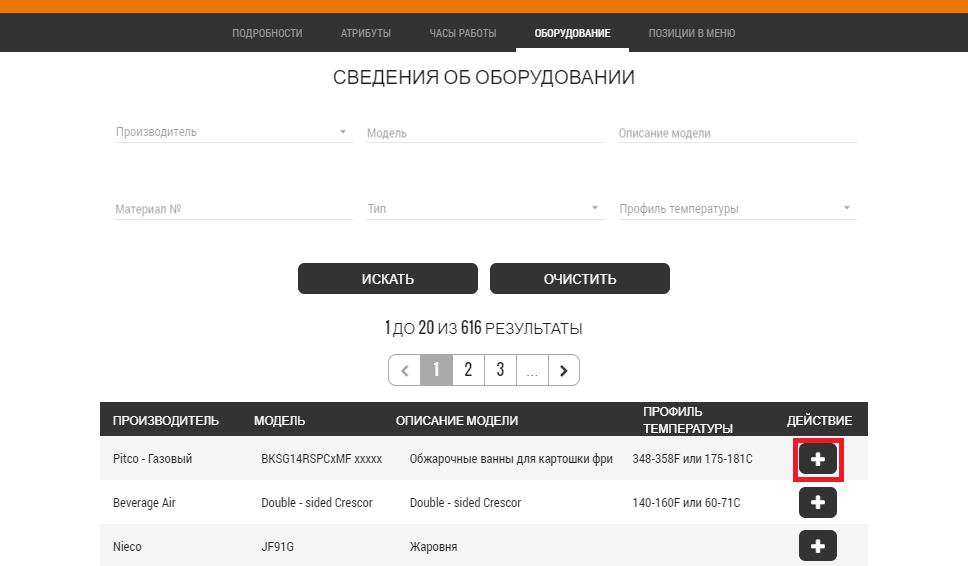 ПОДРОБНОСТИ АТРИБУТЫ ЧАСЫ РАБОТЫ ОБОРУДОВАНИЕ ПОЗИЦИИ В МЕНЮ
СВЕДЕНИЯ ОБ ОБОРУДОВАНИИ
Производитель Модель Описание модели
Материал № Тип Профиль температуры
ИСКАТЬ ОЧИСТИТЬ
1 ДО 20 ИЗ 616 РЕЗУЛЬТАТЫ
1 2 3 ...
ПРОИЗВОДИТЕЛЬ МОДЕЛЬ ОПИСАНИЕ МОДЕЛИ ПРОФИЛЬ ТЕМПЕРАТУРЫ ДЕЙСТВИЕ
Pitco - Газовый BKSG14RSPCxMF xxxxx Обжарочные ванны для картошки фри 348-358F или 175-181C
Beverage Air Double - sided Crescor Double - sided Crescor 140-160F или 60-71C
Nieco JF91G Жаровня